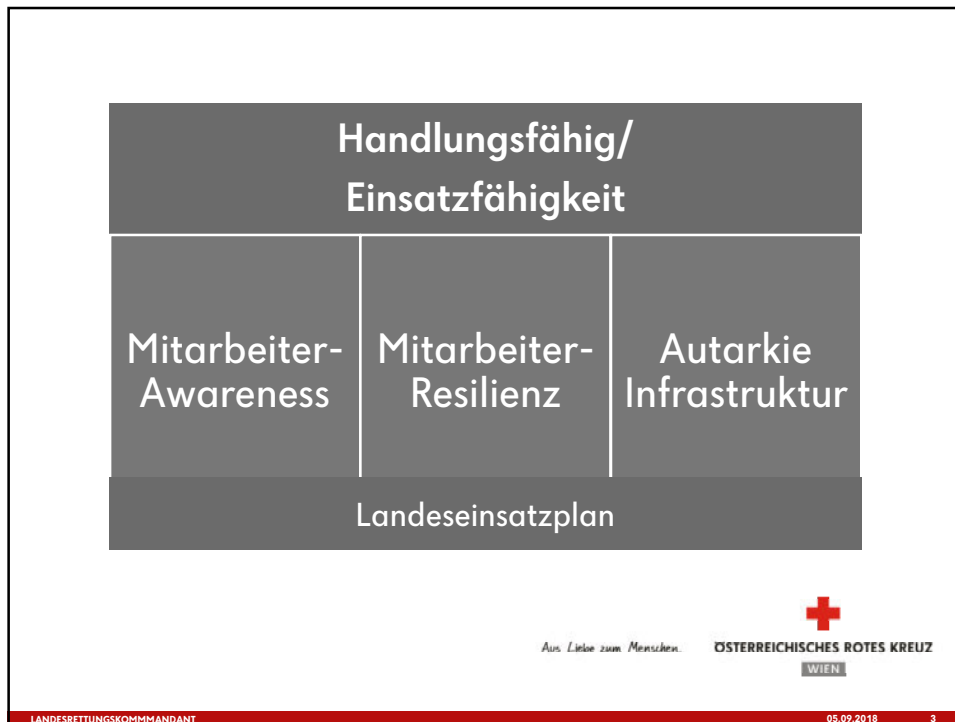 Handlungsfähig/
Einsatzfähigkeit
Mitarbeiter-
Awareness
Mitarbeiter-
Resilienz
Autarkie
Infrastruktur
Landeseinsatzplan
Aus Liebe zum Menschen.
ÖSTERREICHISCHES ROTES KREUZ
WIEN
LANDESRETTUNGSKOMMMANDANT 05.09.2018 3